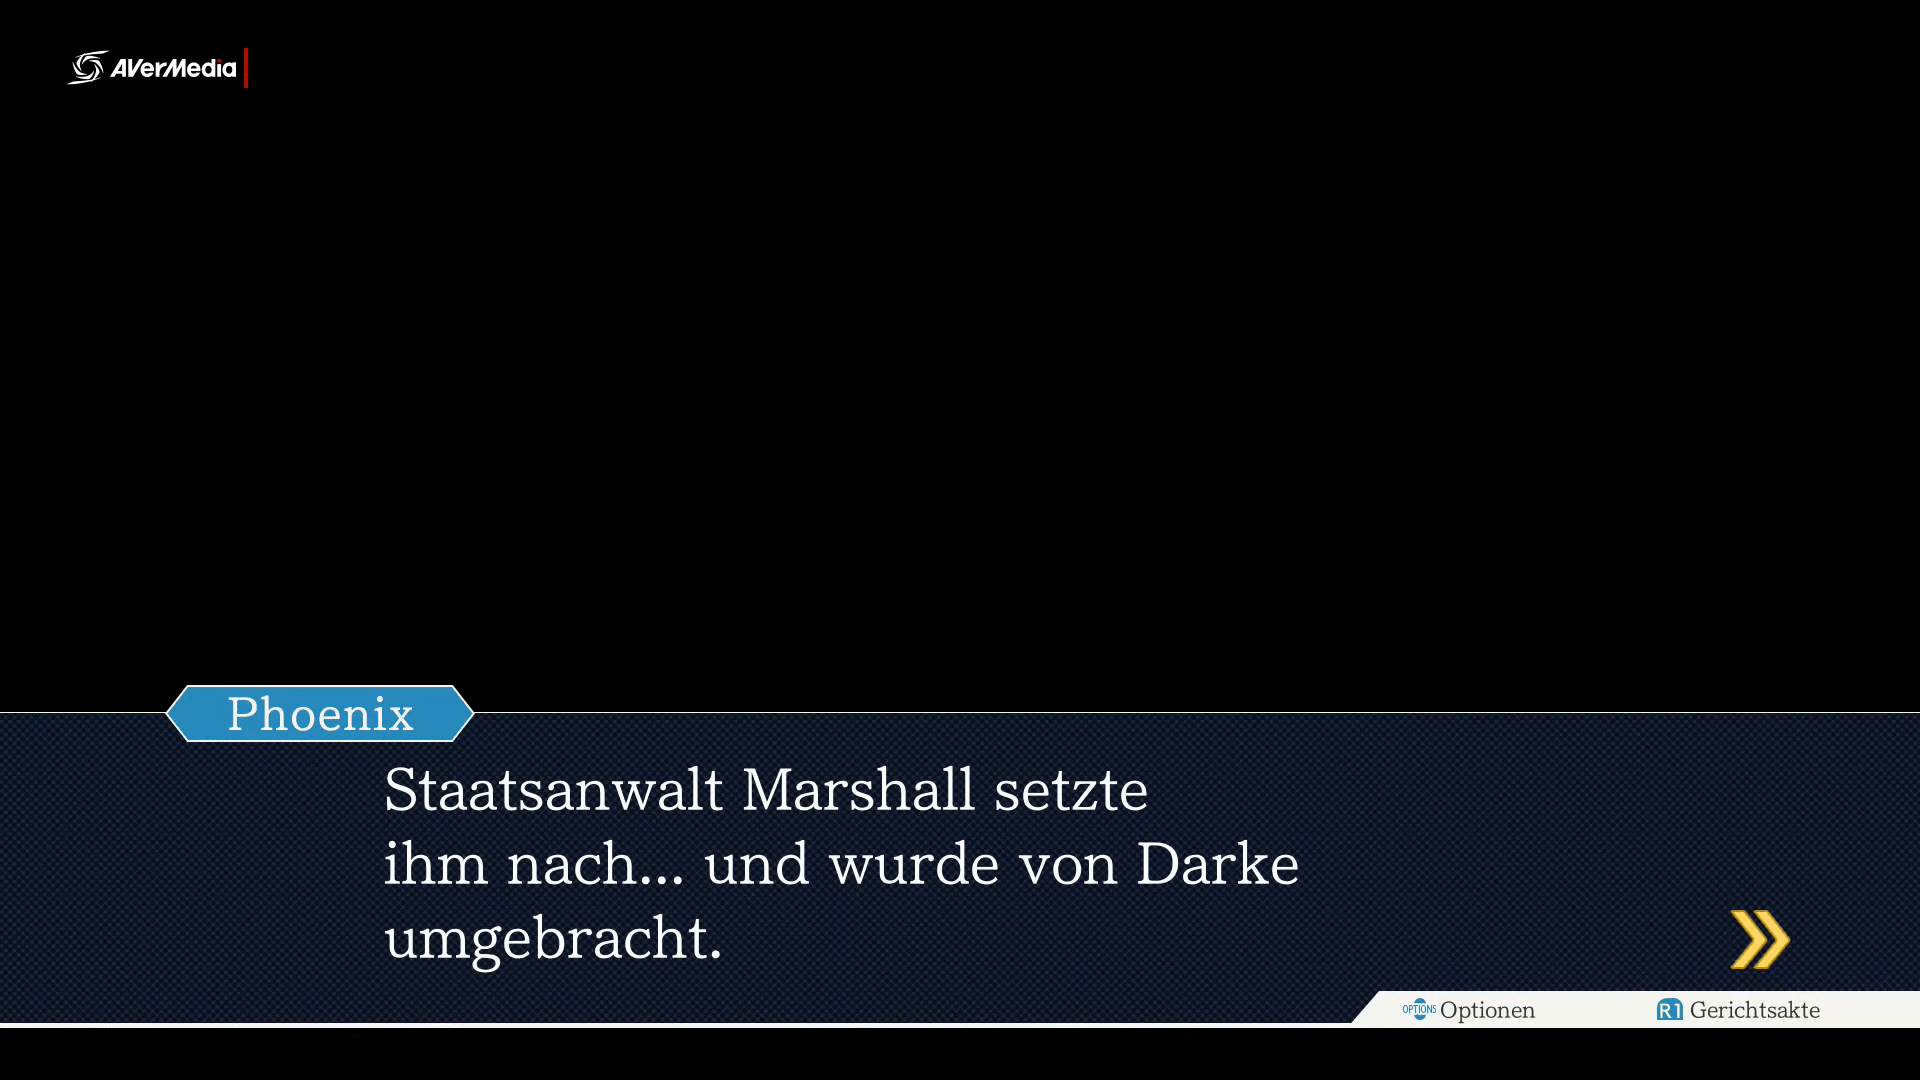 AVerMedia
Phoenix
Staatsanwalt Marshall setzte
ihm nach... und wurde von Darke
umgebracht.
OPTIONS Optionen
R1 Gerichtsakte